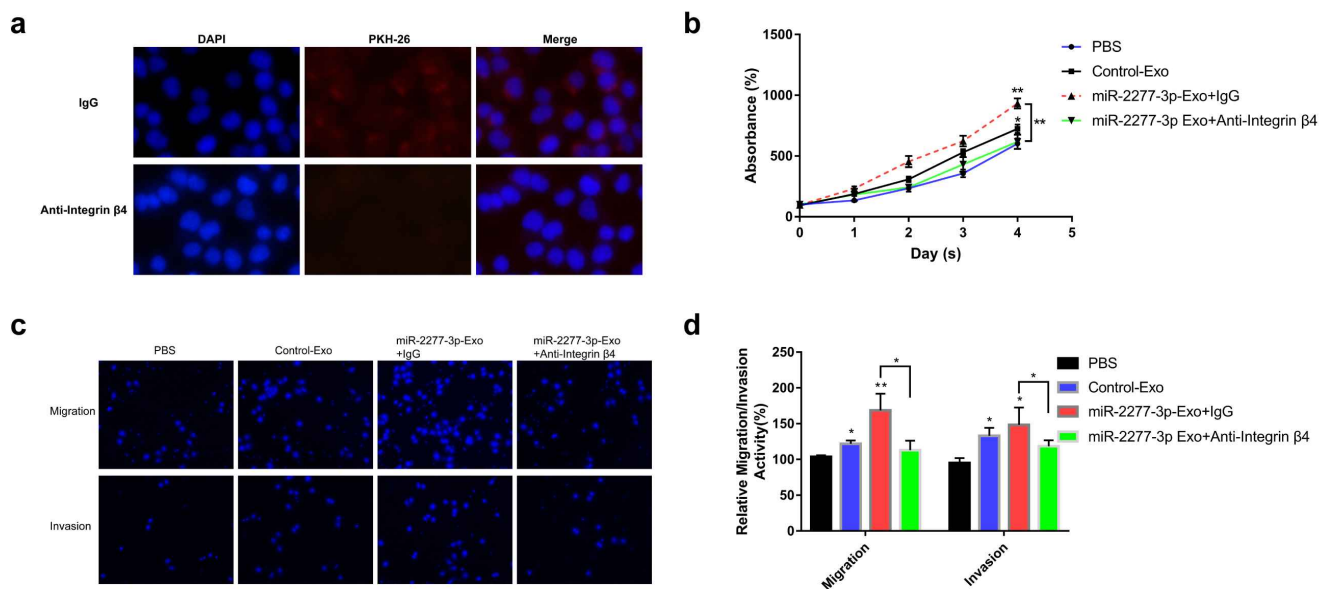 a
DAPI
PKH-26
Merge
IgG
Anti-Integrin β4
b
Absorbance (%)
1500
1000
500
0
0
1
2
3
4
5
Day (s)
**
*
**
PBS
Control-Exo
miR-2277-3p-Exo+IgG
miR-2277-3p Exo+Anti-Integrin β4
c
PBS
Control-Exo
miR-2277-3p-Exo
+IgG
miR-2277-3p-Exo
+Anti-Integrin β4
Migration
Invasion
d
Relative Migration/Invasion
Activity(%)
250
200
150
100
50
0
*
**
*
*
*
*
Migration
Invasion
PBS
Control-Exo
miR-2277-3p-Exo+IgG
miR-2277-3p Exo+Anti-Integrin β4